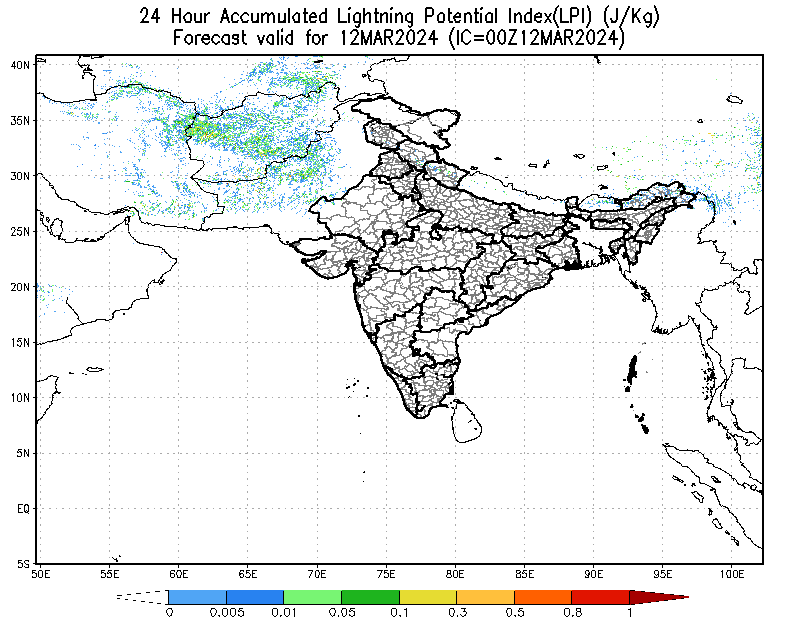 24 Hour Accumulated Lightning Potential Index(LPI) (J/Kg)
Forecast valid for 12MAR2024 (IC=00Z12MAR2024)
40N
35N
30N
25N
20N
15N
10N
5N
EQ
5S
50E 55E 60E 65E 70E 75E 80E 85E 90E 95E 100E
0 0.005 0.01 0.05 0.1 0.3 0.5 0.8 1